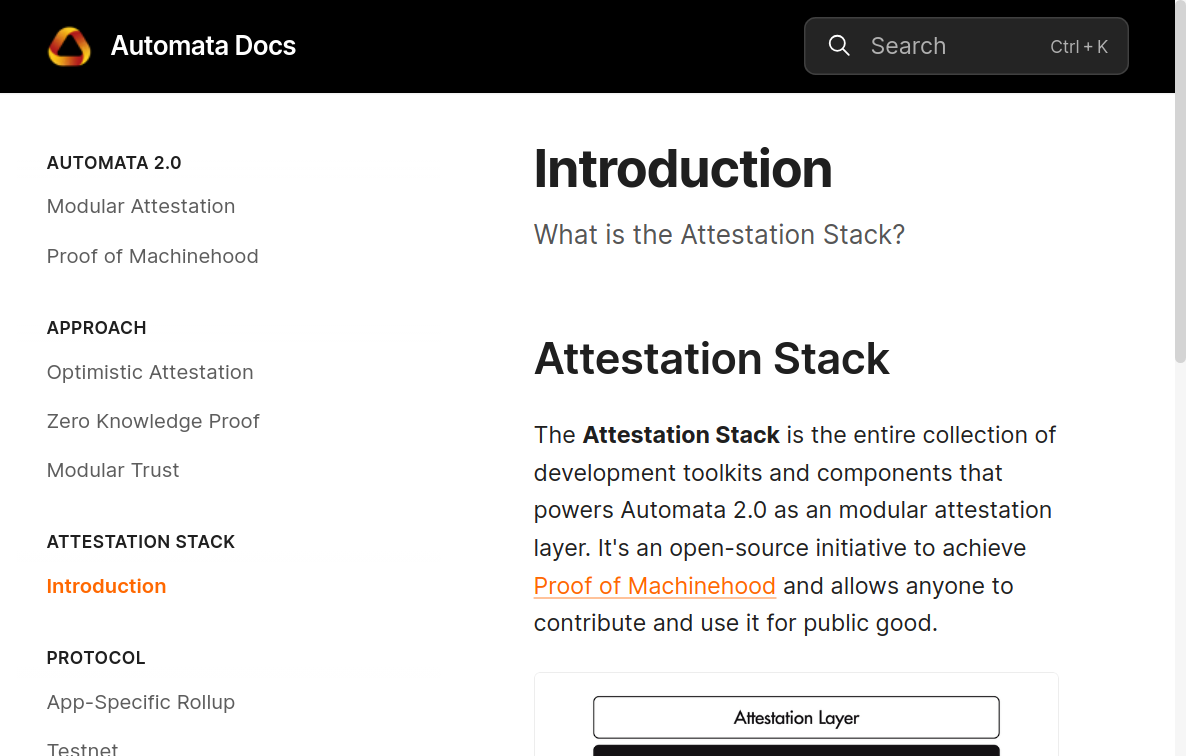 Automata Docs
Search
Ctrl + K
AUTOMATA 2.0
Modular Attestation
Proof of Machinehood
APPROACH
Optimistic Attestation
Zero Knowledge Proof
Modular Trust
ATTESTATION STACK
Introduction
PROTOCOL
App-Specific Rollup
Testnet
Introduction
What is the Attestation Stack?
Attestation Stack
The Attestation Stack is the entire collection of
development toolkits and components that
powers Automata 2.0 as an modular attestation
layer. It's an open-source initiative to achieve
Proof of Machinehood and allows anyone to
contribute and use it for public good.
Attestation Layer